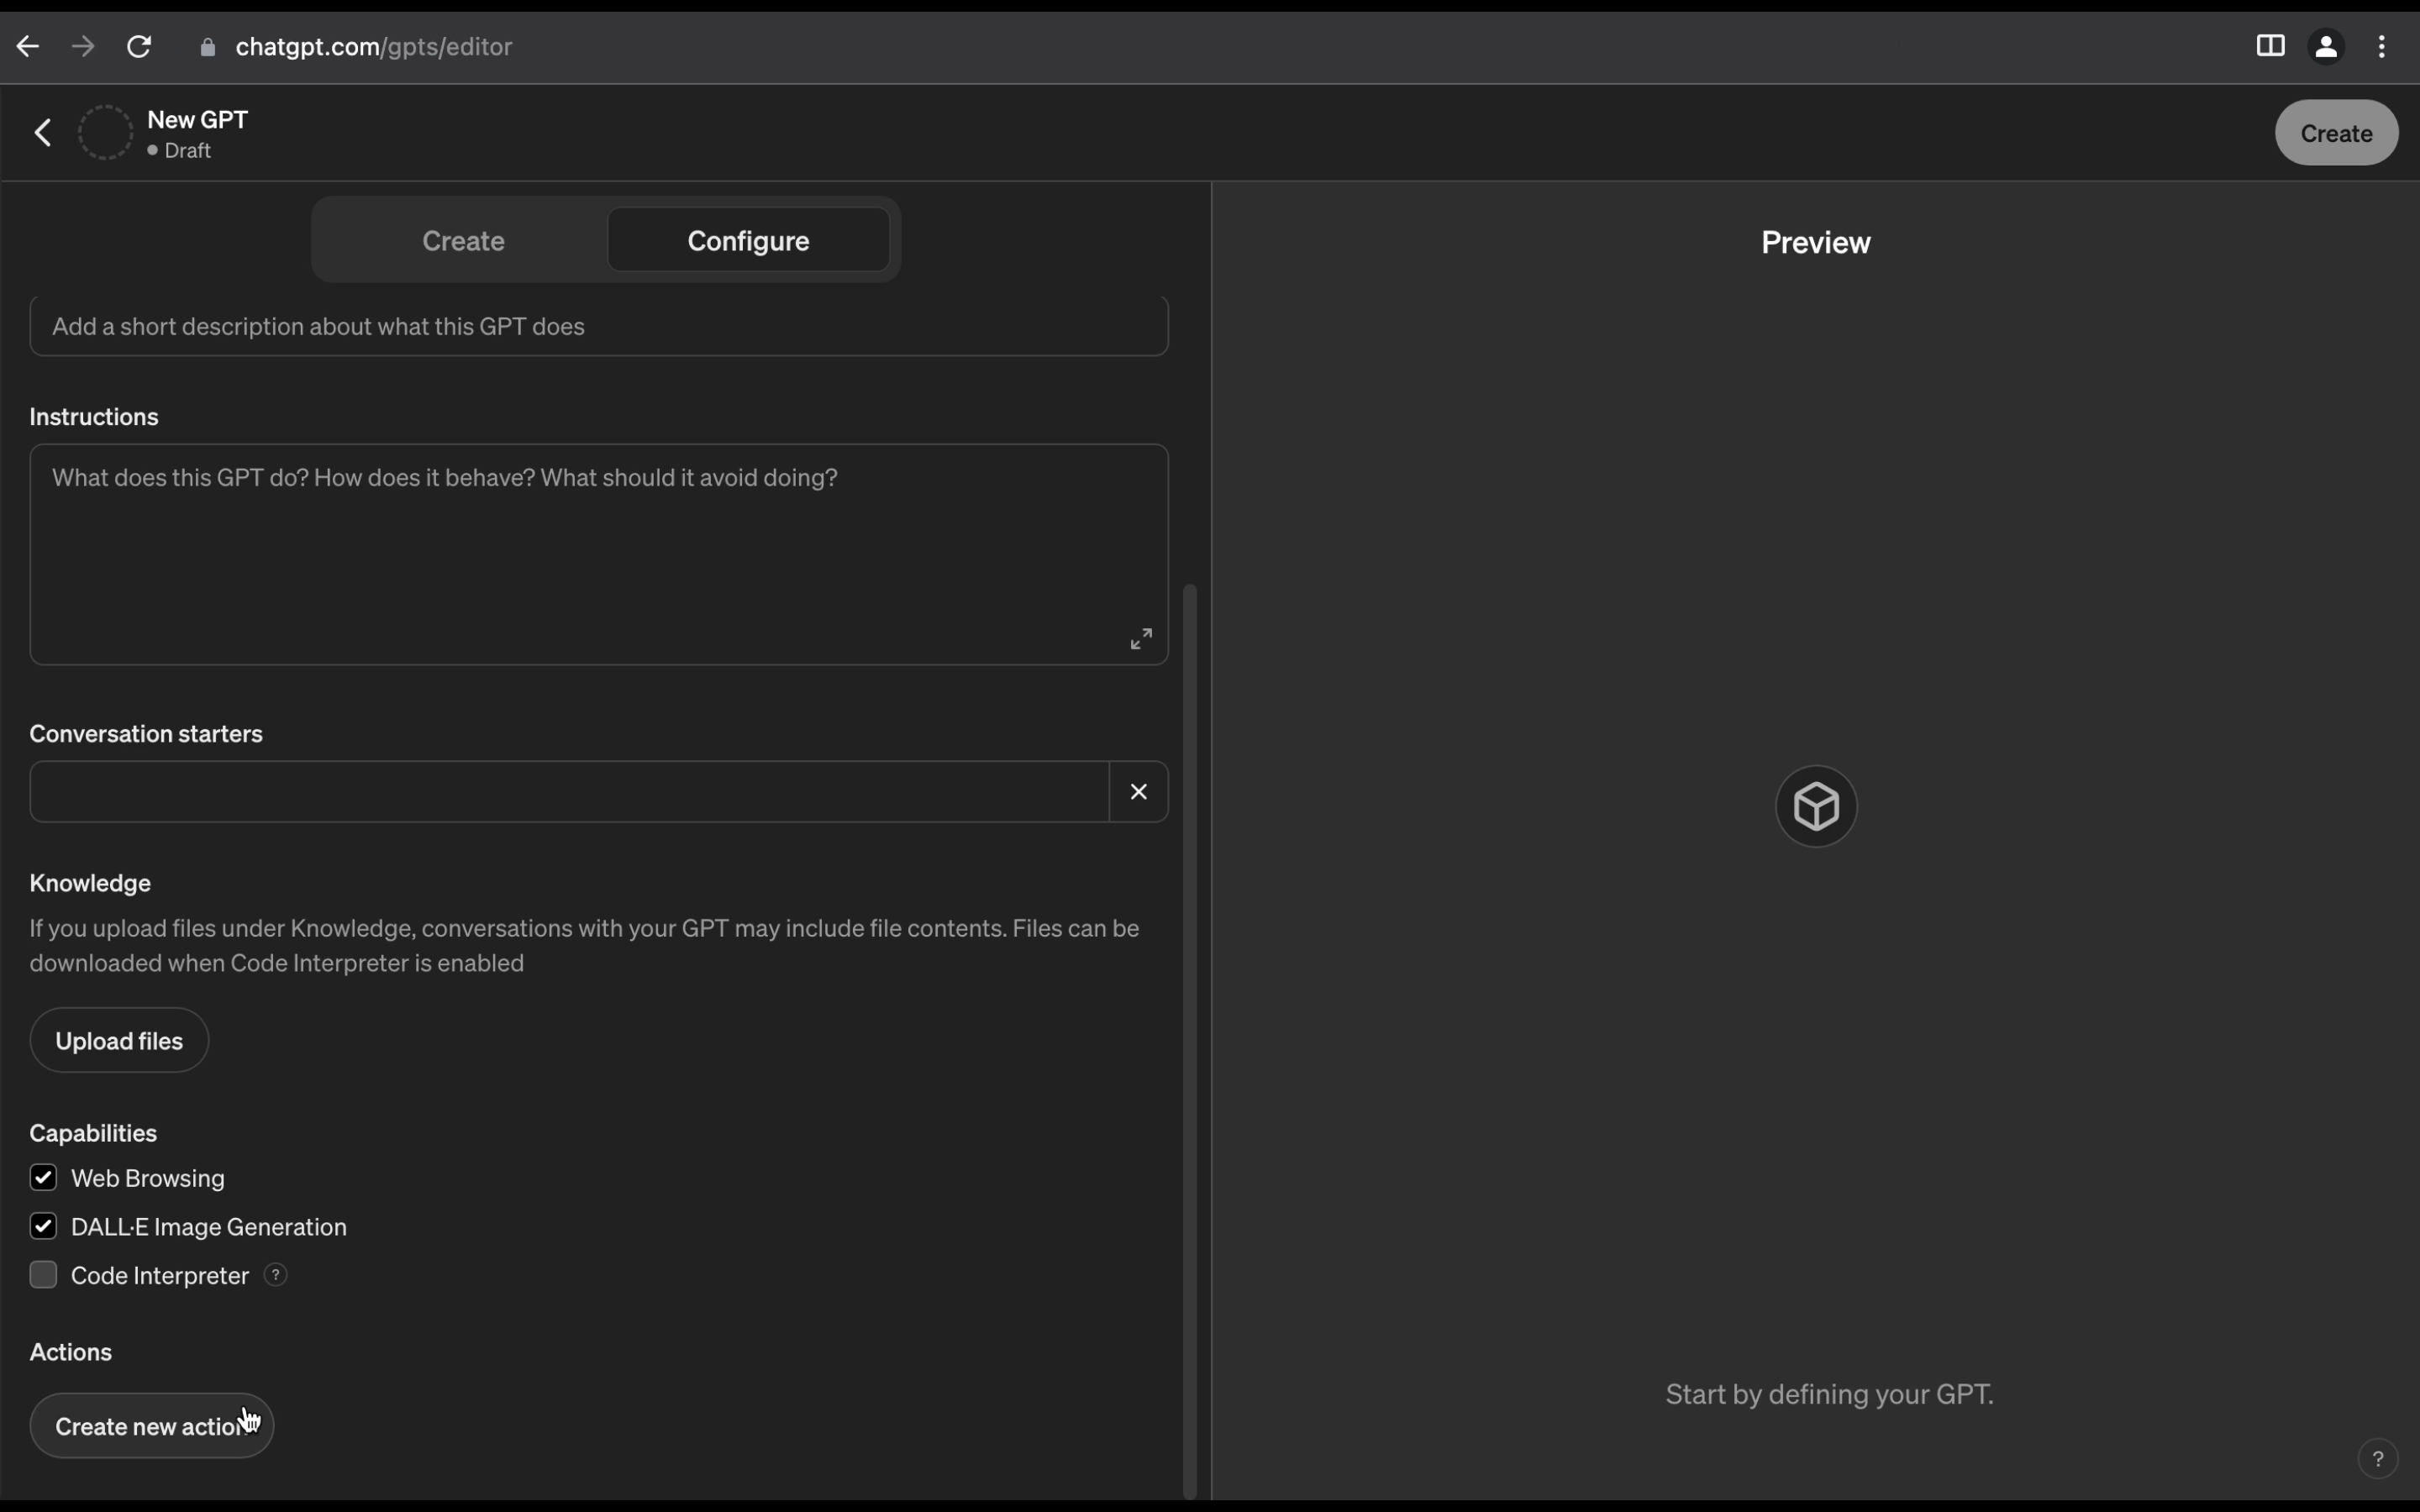 chatgpt.com/gpts/editor
New GPT
Draft
Create
Create
Configure
Preview
Add a short description about what this GPT does
Instructions
What does this GPT do? How does it behave? What should it avoid doing?
Conversation starters
Knowledge
If you upload files under Knowledge, conversations with your GPT may include file contents. Files can be
downloaded when Code Interpreter is enabled
Upload files
Capabilities
Web Browsing
DALL·E Image Generation
Code Interpreter ?
Actions
Create new action
Start by defining your GPT.
?